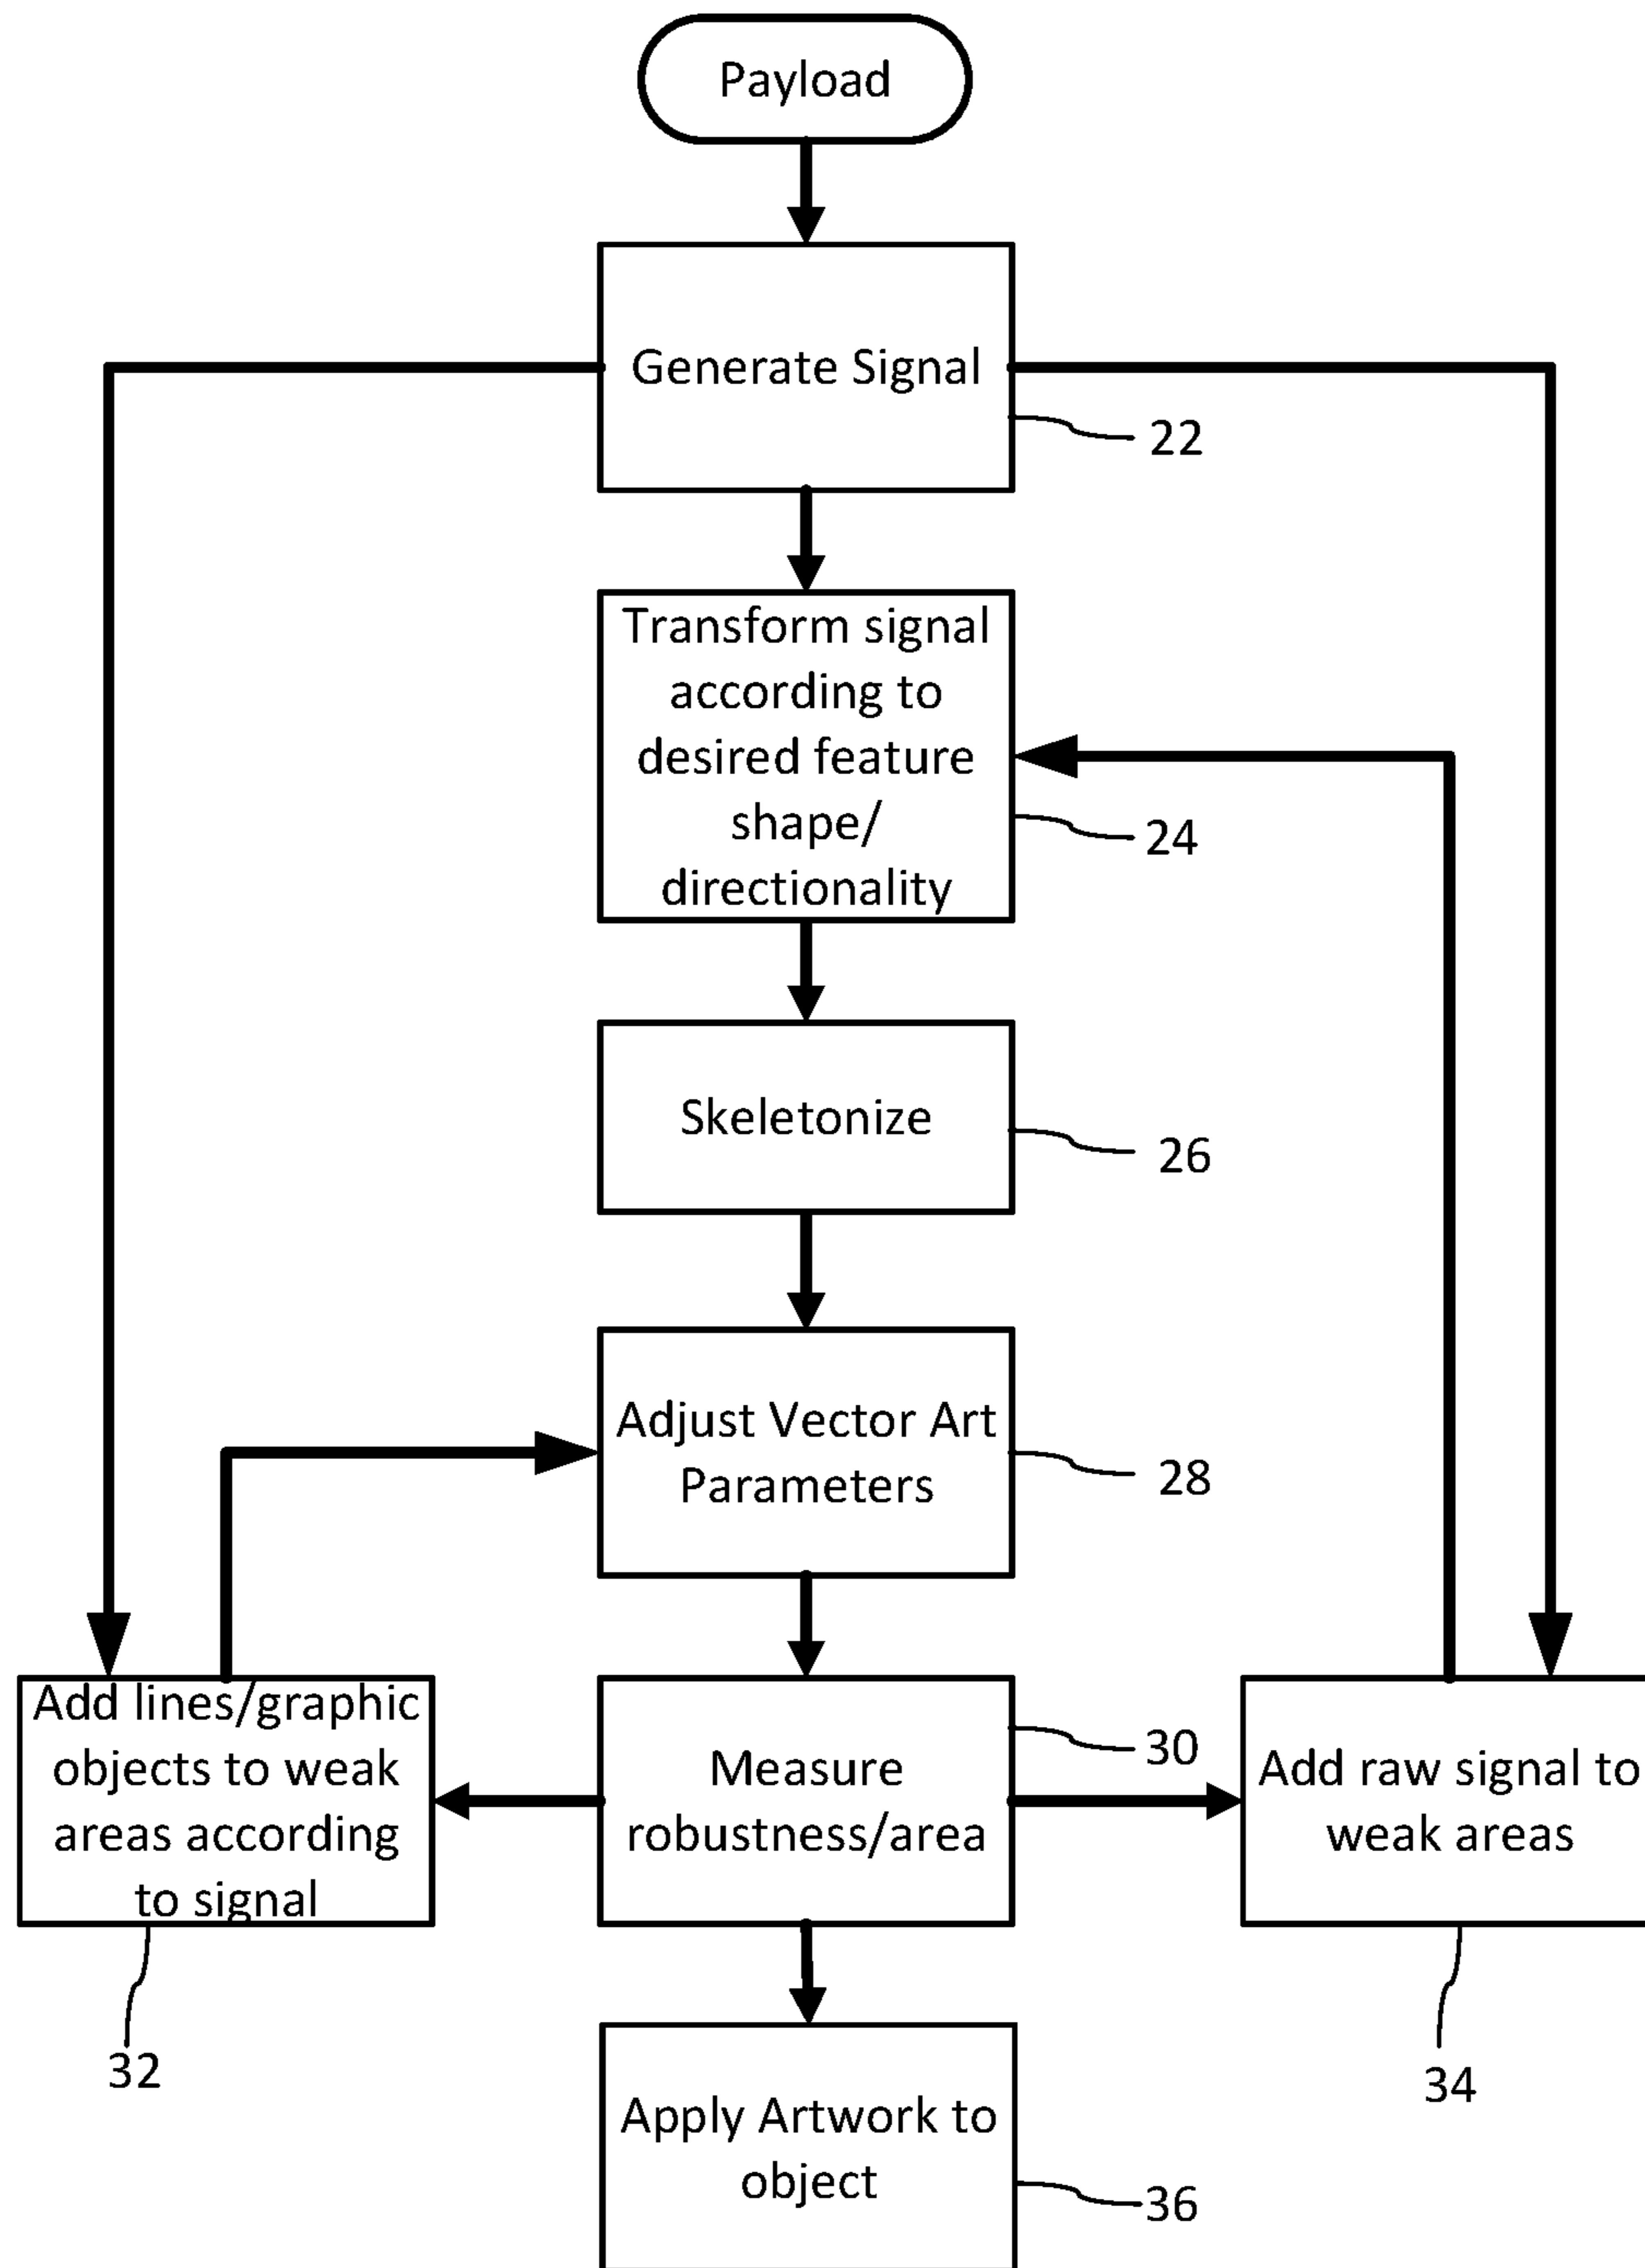 Payload
Generate Signal
22
Transform signal
according to
desired feature
shape/
directionality
24
Skeletonize
26
Adjust Vector Art
Parameters
28
Add lines/graphic
objects to weak
areas according
to signal
32
Measure
robustness/area
30
Add raw signal to
weak areas
34
Apply Artwork to
object
36